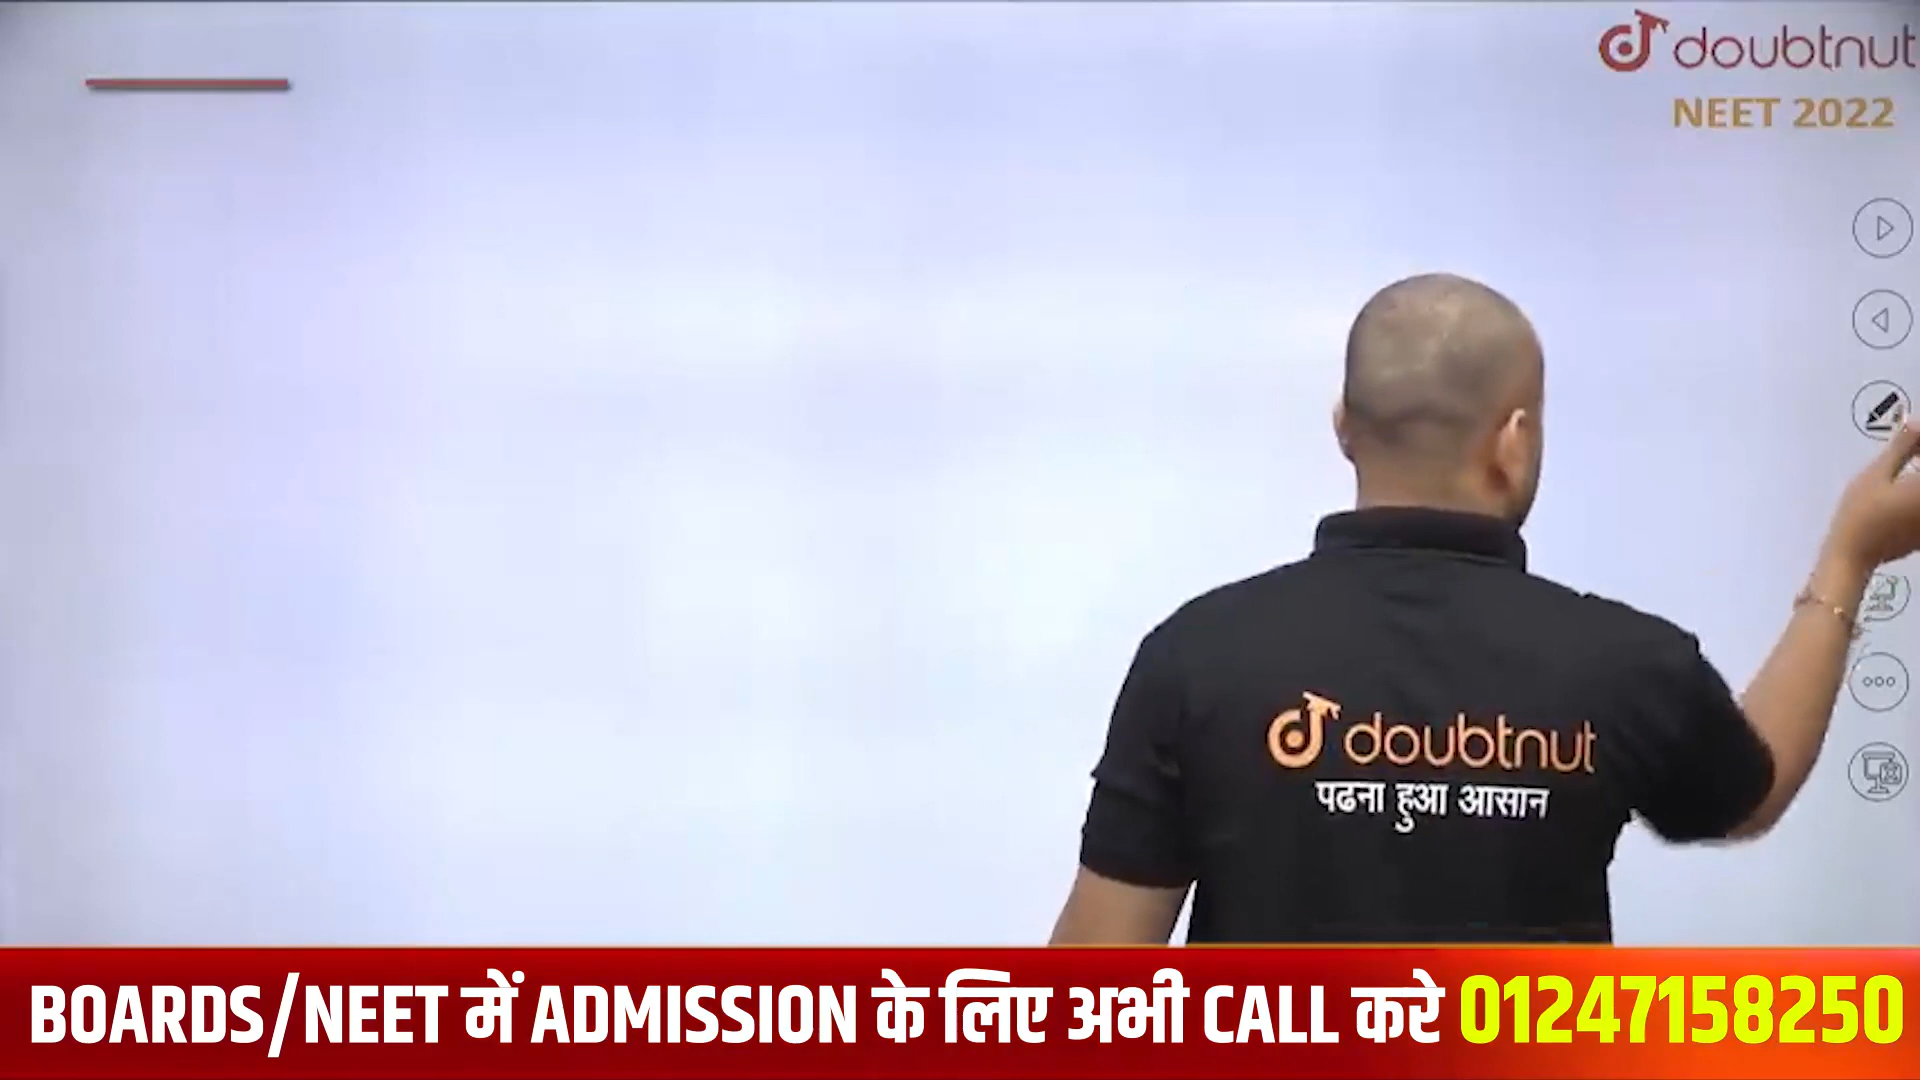 doubtnut
NEET 2022
doubtnut
पढना हुआ आसान
BOARDS/NEET में ADMISSION के लिए अभी CALL करे 01247158250